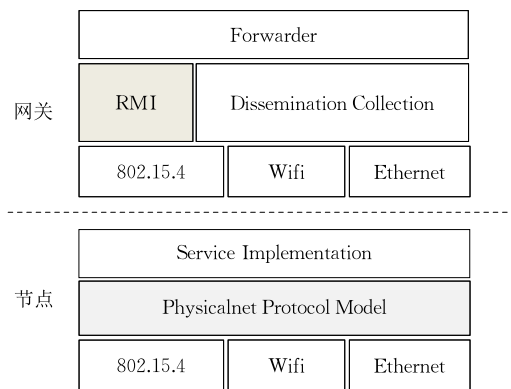 Forwarder
网关
RMI
Dissemination Collection
802.15.4
Wifi
Ethernet
Service Implementation
节点
Physicalnet Protocol Model
802.15.4
Wifi
Ethernet